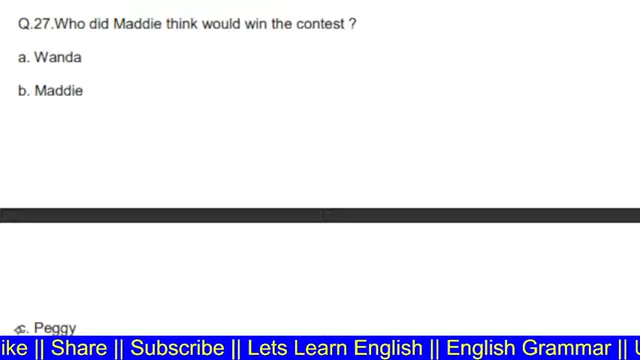 Q.27.Who did Maddie think would win the contest ?
a. Wanda
b. Maddie
c. Peggy
ike || Share || Subscribe || Lets Learn English || English Grammar || U